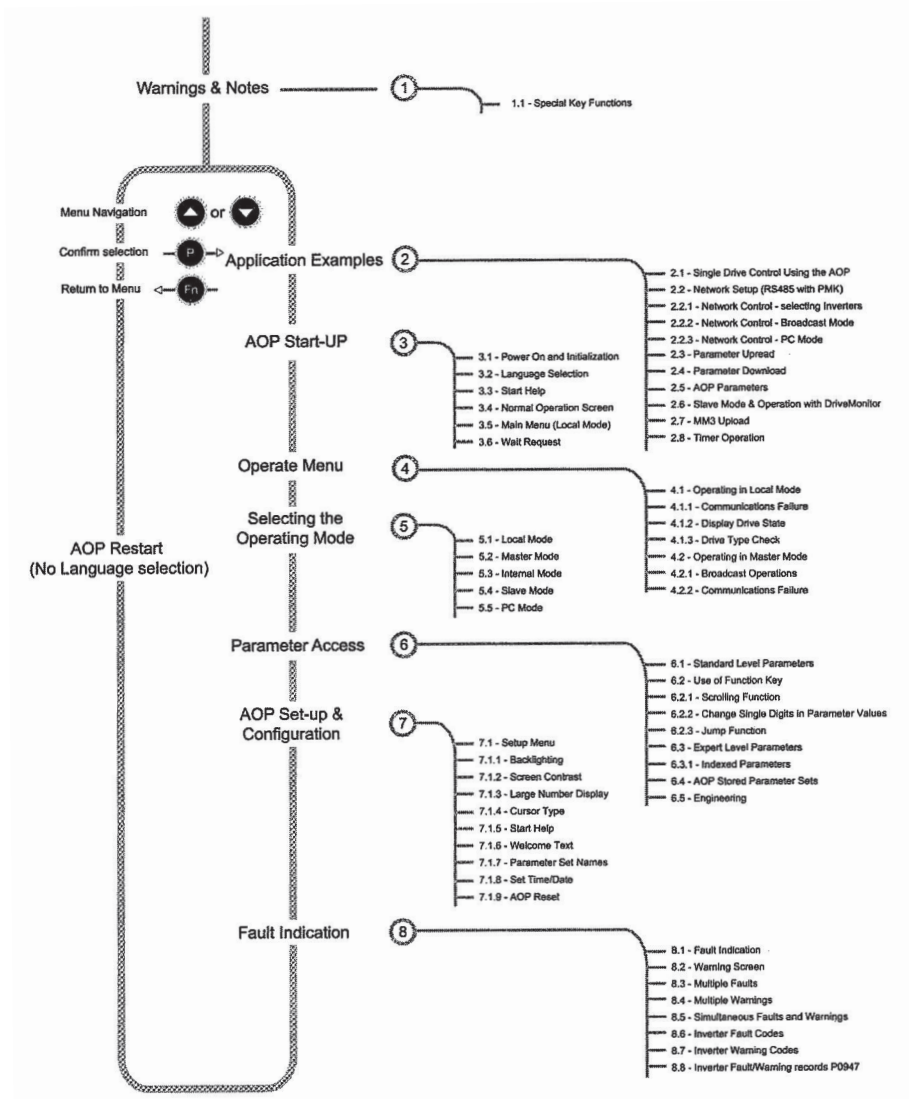 Warnings & Notes
1
1.1 - Special Key Functions
Menu Navigation
or
Confirm selection
P
Return to Menu
Fn
Application Examples
2
2.1 - Single Drive Control Using the AOP
2.2 - Network Setup (RS485 with PMK)
2.2.1 - Network Control - selecting Inverters
2.2.2 - Network Control - Broadcast Mode
2.2.3 - Network Control - PC Mode
2.3 - Parameter Upread
2.4 - Parameter Download
2.5 - AOP Parameters
2.6 - Slave Mode & Operation with DriveMonitor
2.7 - MM3 Upload
2.8 - Timer Operation
AOP Start-UP
3
3.1 - Power On and Initialization
3.2 - Language Selection
3.3 - Start Help
3.4 - Normal Operation Screen
3.5 - Main Menu (Local Mode)
3.6 - Wait Request
Operate Menu
4
4.1 - Operating in Local Mode
4.1.1 - Communications Failure
4.1.2 - Display Drive State
4.1.3 - Drive Type Check
4.2 - Operating in Master Mode
4.2.1 - Broadcast Operations
4.2.2 - Communications Failure
Selecting the
Operating Mode
5
5.1 - Local Mode
5.2 - Master Mode
5.3 - Internal Mode
5.4 - Slave Mode
5.5 - PC Mode
AOP Restart
(No Language selection)
Parameter Access
6
6.1 - Standard Level Parameters
6.2 - Use of Function Key
6.2.1 - Scrolling Function
6.2.2 - Change Single Digits in Parameter Values
6.2.3 - Jump Function
6.3 - Expert Level Parameters
6.3.1 - Indexed Parameters
6.4 - AOP Stored Parameter Sets
6.5 - Engineering
AOP Set-up &
Configuration
7
7.1 - Setup Menu
7.1.1 - Backlighting
7.1.2 - Screen Contrast
7.1.3 - Large Number Display
7.1.4 - Cursor Type
7.1.5 - Start Help
7.1.6 - Welcome Text
7.1.7 - Parameter Set Names
7.1.8 - Set Time/Date
7.1.9 - AOP Reset
Fault Indication
8
8.1 - Fault Indication
8.2 - Warning Screen
8.3 - Multiple Faults
8.4 - Multiple Warnings
8.5 - Simultaneous Faults and Warnings
8.6 - Inverter Fault Codes
8.7 - Inverter Warning Codes
8.8 - Inverter Fault/Warning records P0947